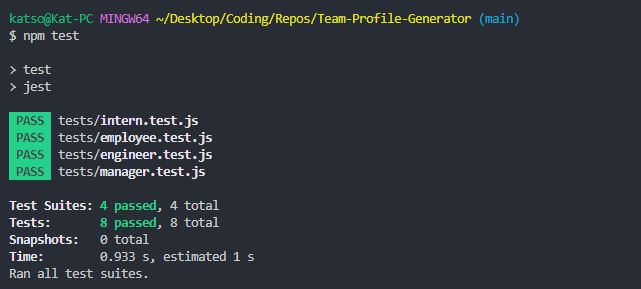 katso@Kat-PC MINGW64 ~/Desktop/Coding/Repos/Team-Profile-Generator (main)
$ npm test
> test
> jest
PASS tests/intern.test.js
PASS tests/employee.test.js
PASS tests/engineer.test.js
PASS tests/manager.test.js
Test Suites: 4 passed, 4 total
Tests: 8 passed, 8 total
Snapshots: 0 total
Time: 0.933 s, estimated 1 s
Ran all test suites.